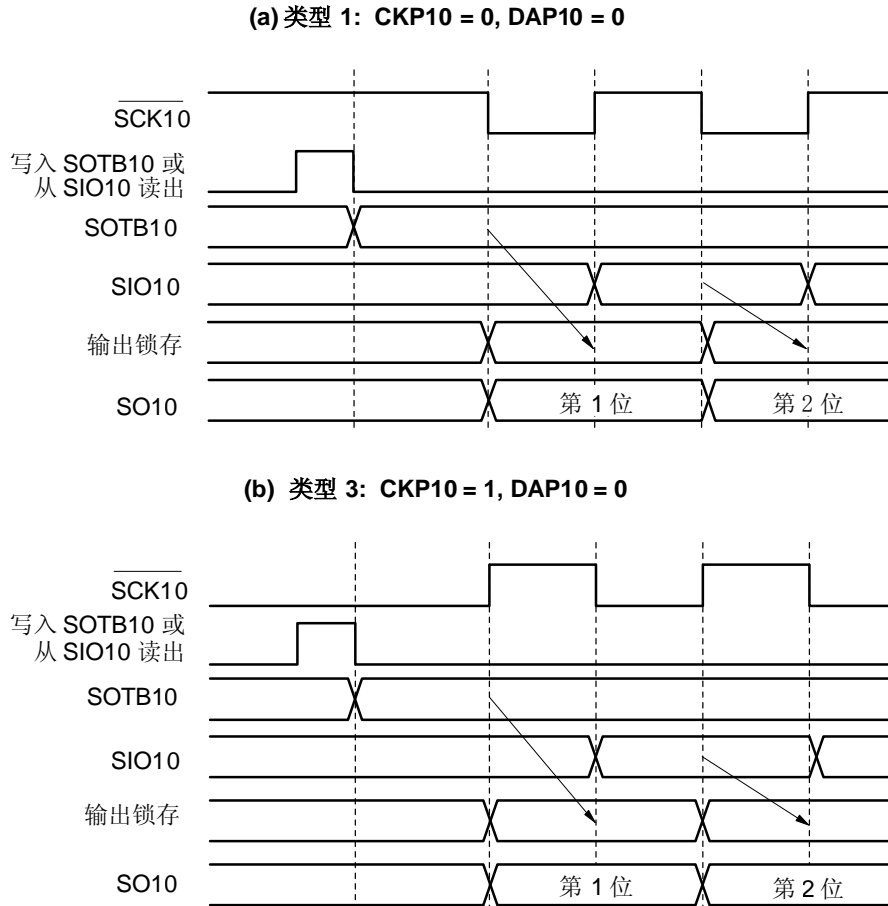 (a) 类型 1: CKP10 = 0, DAP10 = 0
SCK10
写入 SOTB10 或
从 SIO10 读出
SOTB10
SIO10
输出锁存
SO10
第 1 位
第 2 位
(b) 类型 3: CKP10 = 1, DAP10 = 0
SCK10
写入 SOTB10 或
从 SIO10 读出
SOTB10
SIO10
输出锁存
SO10
第 1 位
第 2 位